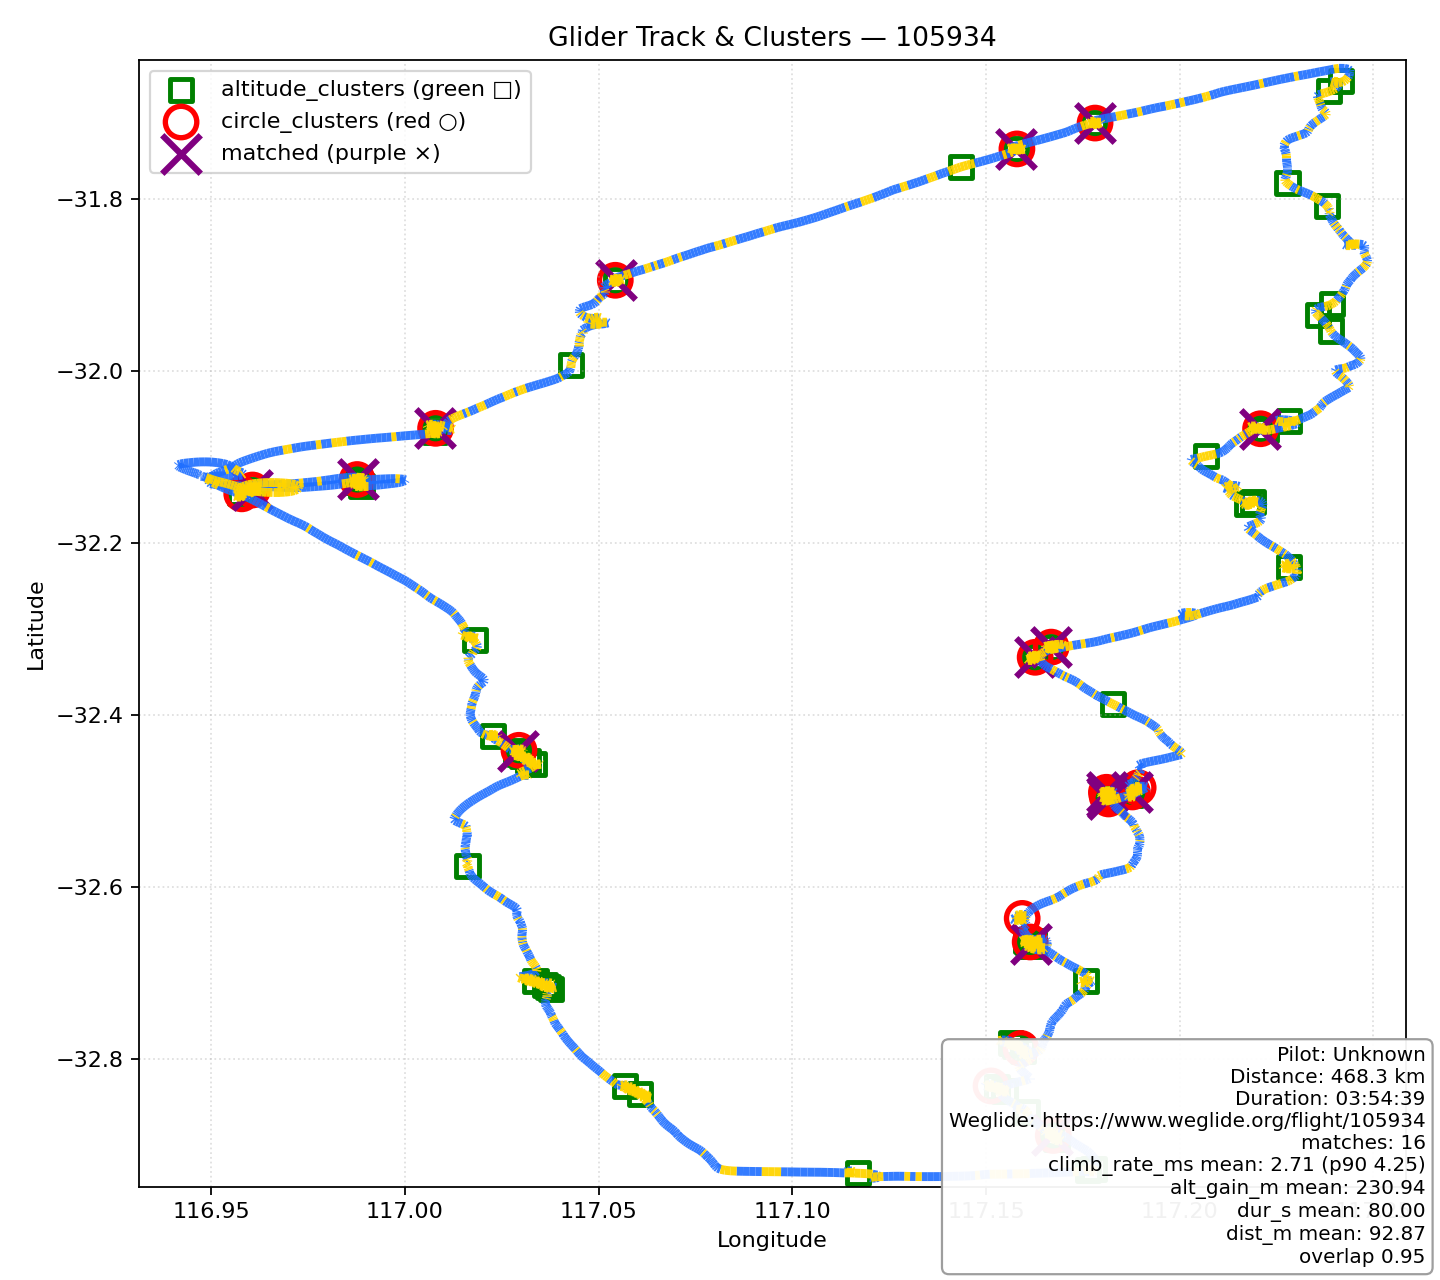 Glider Track & Clusters — 105934
altitude_clusters (green □)
circle_clusters (red ○)
matched (purple ×)
−31.8
−32.0
−32.2
−32.4
−32.6
−32.8
Latitude
116.95
117.00
117.05
117.10
117.15
117.20
Longitude
Pilot: Unknown
Distance: 468.3 km
Duration: 03:54:39
Weglide: https://www.weglide.org/flight/105934
matches: 16
climb_rate_ms mean: 2.71 (p90 4.25)
alt_gain_m mean: 230.94
dur_s mean: 80.00
dist_m mean: 92.87
overlap 0.95